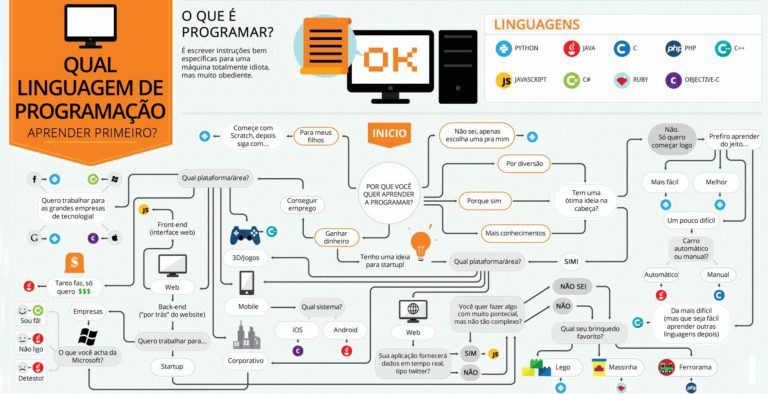 QUAL
LINGUAGEM DE
PROGRAMAÇÃO
APRENDER PRIMEIRO?
O QUE É
PROGRAMAR?
É escrever instruções bem
específicas para uma
máquina totalmente idiota,
mas muito obediente.
OK
LINGUAGENS
PYTHON
JAVA
C
C
php
PHP
C++
C++
JS
JAVASCRIPT
C#
RUBY
C
OBJECTIVE-C
INICIO
POR QUE VOCÊ
QUER APRENDER
A PROGRAMAR?
Para meus
filhos
Começe com
Scratch, depois
siga com...
Não sei, apenas
escolha uma pra mim
Por diversão
Porque sim
Mais conhecimentos
Tem uma
ótima ideia na
cabeça?
Não.
Só quero
começar logo
Prefiro aprender
do jeito...
Mais fácil
Melhor
Um pouco difícil
Carro
automático
ou manual?
Automático
Manual
C
Da mais difícil
(mas que seja fácil
aprender outras
linguagens depois)
C++
SIM!
Conseguir
emprego
Ganhar
dinheiro
Tenho uma ideia
para startup!
Qual plataforma/área?
Qual plataforma/área?
f
G
C
Quero trabalhar para
as grandes empresas
de tecnologia!
$
Tanto faz, só
quero $$$
JS
Front-end
(interface web)
Web
Back-end
("por trás" do website)
Quero trabalhar para...
Empresas
Startup
O que você acha da
Microsoft?
Sou fã!
Não ligo
Detesto!
3D/Jogos
C++
Mobile
Qual sistema?
iOS
Android
C
Corporativo
Web
Sua aplicação fornecerá
dados em tempo real,
tipo twitter?
SIM
JS
NÃO
Você quer fazer algo
com muito pontecial,
mas não tão complexo?
NÃO SEI
NÃO
Qual seu brinquedo
favorito?
Lego
Massinha
Ferrorama
php